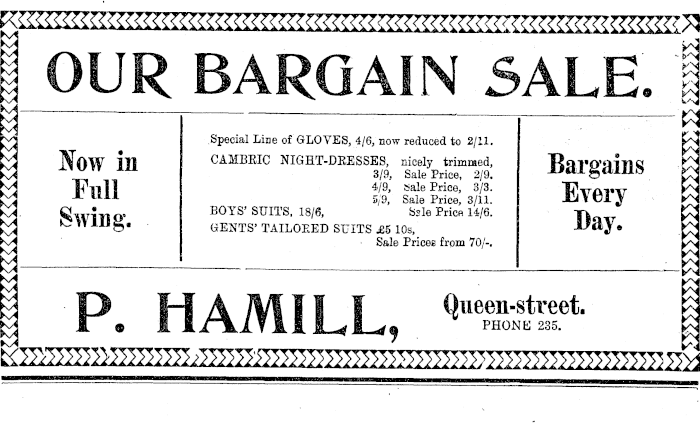 OUR BARGAIN SALE.
Now in
Full
Swing.
Special Line of GLOVES, 4/6, now reduced to 2/11.
CAMBRIC NIGHT-DRESSES, nicely trimmed,
3/9, Sale Price, 2/9.
4/9, Sale Price, 3/3.
5/9, Sale Price, 3/11.
BOYS' SUITS, 18/6, Sale Price 14/6.
GENTS' TAILORED SUITS £5 10s,
Sale Prices from 70/-.
Bargains
Every
Day.
P. HAMILL,
Queen-street.
PHONE 235.